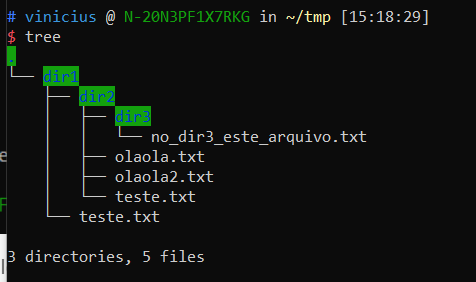 # vinicius @ N-20N3PF1X7RKG in ~/tmp [15:18:29]
$ tree
.
└── dir1
    ├── dir2
    │   ├── dir3
    │   │   └── no_dir3_este_arquivo.txt
    │   ├── olaola.txt
    │   ├── olaola2.txt
    │   └── teste.txt
    └── teste.txt

3 directories, 5 files